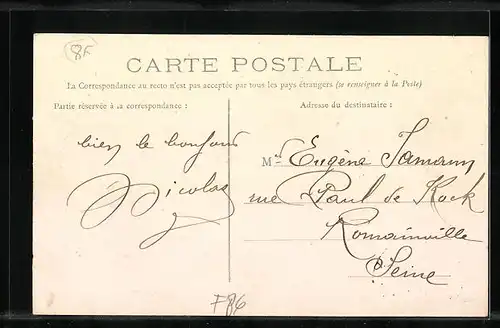 8F
CARTE POSTALE
La Correspondance au recto n'est pas acceptée par tous les pays étrangers (se renseigner à la Poste)
Partie réservée à la correspondance :
Adresse du destinataire :
bien le bonjour
Nicolas
M Eugène Jamann
rue Paul de Kock
Romainville
Seine
F86